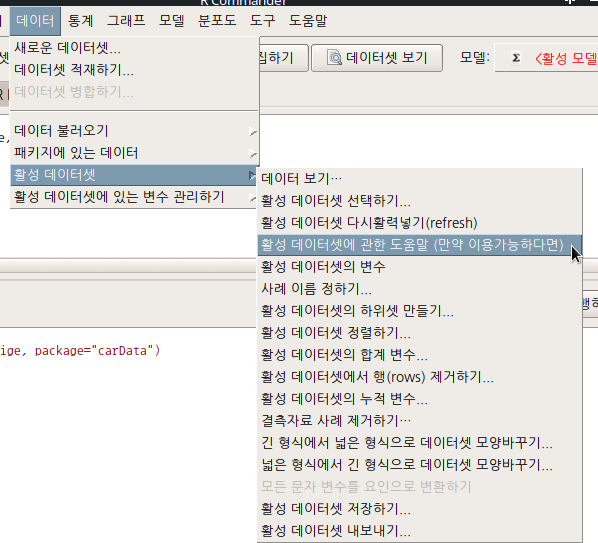 R Commander
데이터 통계 그래프 모델 분포도 도구 도움말
새로운 데이터셋...
데이터셋 적재하기...
데이터셋 병합하기...
데이터 불러오기
패키지에 있는 데이터
활성 데이터셋
활성 데이터셋에 있는 변수 관리하기
집하기
데이터셋 보기
모델:
Σ <활성 모델
데이터 보기…
활성 데이터셋 선택하기...
활성 데이터셋 다시활력넣기(refresh)
활성 데이터셋에 관한 도움말 (만약 이용가능하다면)
활성 데이터셋의 변수
사례 이름 정하기...
활성 데이터셋의 하위셋 만들기...
활성 데이터셋 정렬하기...
활성 데이터셋의 합계 변수...
활성 데이터셋에서 행(rows) 제거하기...
활성 데이터셋의 누적 변수...
결측자료 사례 제거하기…
긴 형식에서 넓은 형식으로 데이터셋 모양바꾸기...
넓은 형식에서 긴 형식으로 데이터셋 모양바꾸기...
모든 문자 변수를 요인으로 변환하기
활성 데이터셋 저장하기...
활성 데이터셋 내보내기...
ige, package="carData")